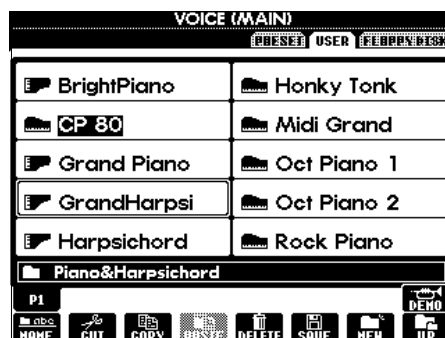 VOICE (MAIN)
PRESET USER FLOPPY DISK
BrightPiano Honky Tonk
CP 80 Midi Grand
Grand Piano Oct Piano 1
GrandHarpsi Oct Piano 2
Harpsichord Rock Piano
Piano&Harpsichord
P1 DEMO
abc
NAME CUT COPY PASTE DELETE SAVE NEW UP